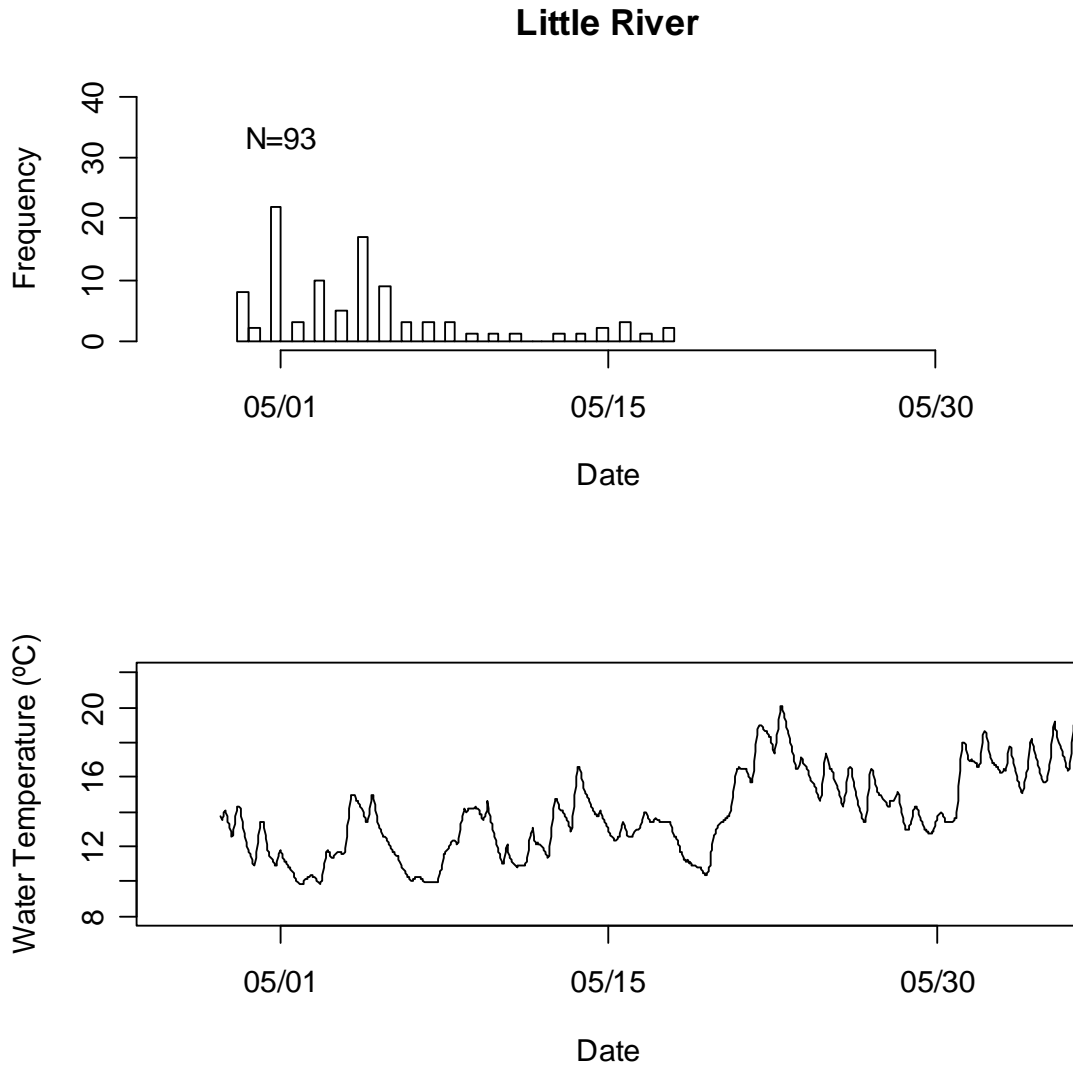 Little River
Frequency
40
30
20
10
0
N=93
05/01
05/15
05/30
Date
Water Temperature (ºC)
20
16
12
8
05/01
05/15
05/30
Date